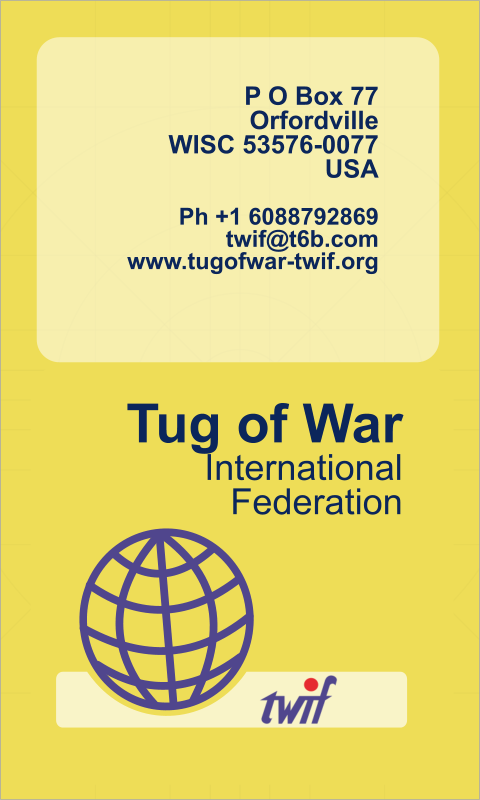 P O Box 77
Orfordville
WISC 53576-0077
USA
Ph +1 6088792869
twif@t6b.com
www.tugofwar-twif.org
Tug of War
International
Federation
twif